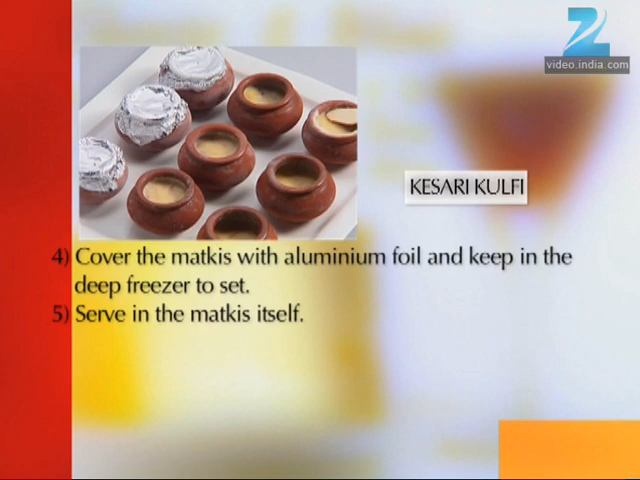 Z
video.india.com
KESARI KULFI
4) Cover the matkis with aluminium foil and keep in the
deep freezer to set.
5) Serve in the matkis itself.